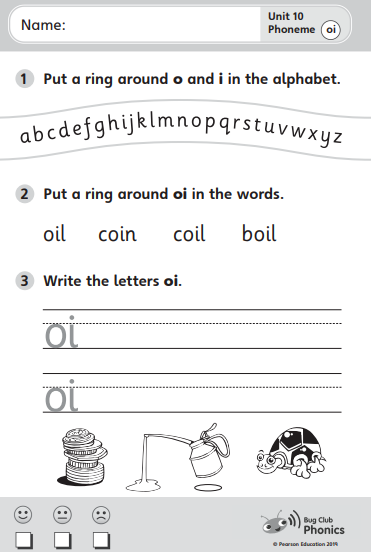 Name:
Unit 10
Phoneme oi
1 Put a ring around o and i in the alphabet.
abcdefghijklmnopqrstuvwxyz
2 Put a ring around oi in the words.
oil coin coil boil
3 Write the letters oi.
oi
oi
Bug Club
Phonics
© Pearson Education 2019